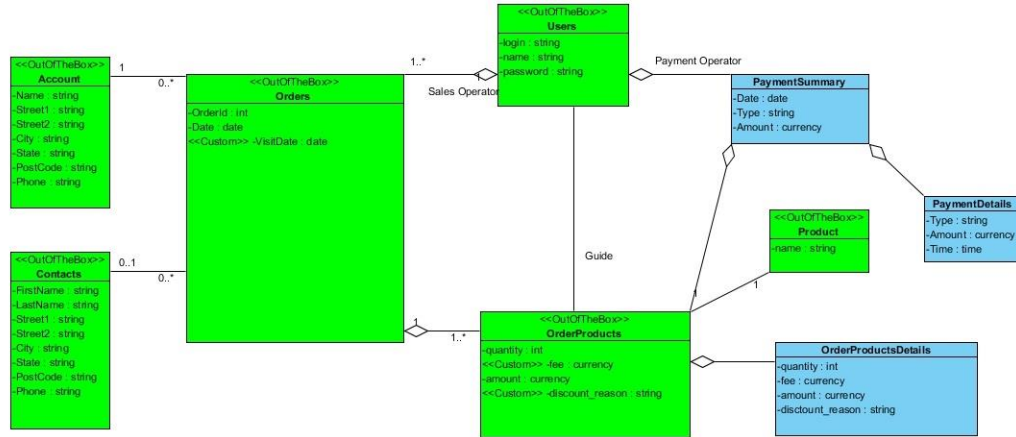 <<OutOfTheBox>>
Account
-Name : string
-Street1 : string
-Street2 : string
-City : string
-State : string
-PostCode : string
-Phone : string
1
0..*
<<OutOfTheBox>>
Orders
-OrderId : int
-Date : date
<<Custom>> -VisitDate : date
1..*
1
Sales Operator
<<OutOfTheBox>>
Users
-login : string
-name : string
-password : string
Payment Operator
PaymentSummary
-Date : date
-Type : string
-Amount : currency
PaymentDetails
-Type : string
-Amount : currency
-Time : time
<<OutOfTheBox>>
Product
-name : string
Guide
1
1
<<OutOfTheBox>>
Contacts
-FirstName : string
-LastName : string
-Street1 : string
-Street2 : string
-City : string
-State : string
-PostCode : string
-Phone : string
0..1
0..*
1
1..*
<<OutOfTheBox>>
OrderProducts
-quantity : int
<<Custom>> -fee : currency
-amount : currency
<<Custom>> -discount_reason : string
OrderProductsDetails
-quantity : int
-fee : currency
-amount : currency
-disctount_reason : string